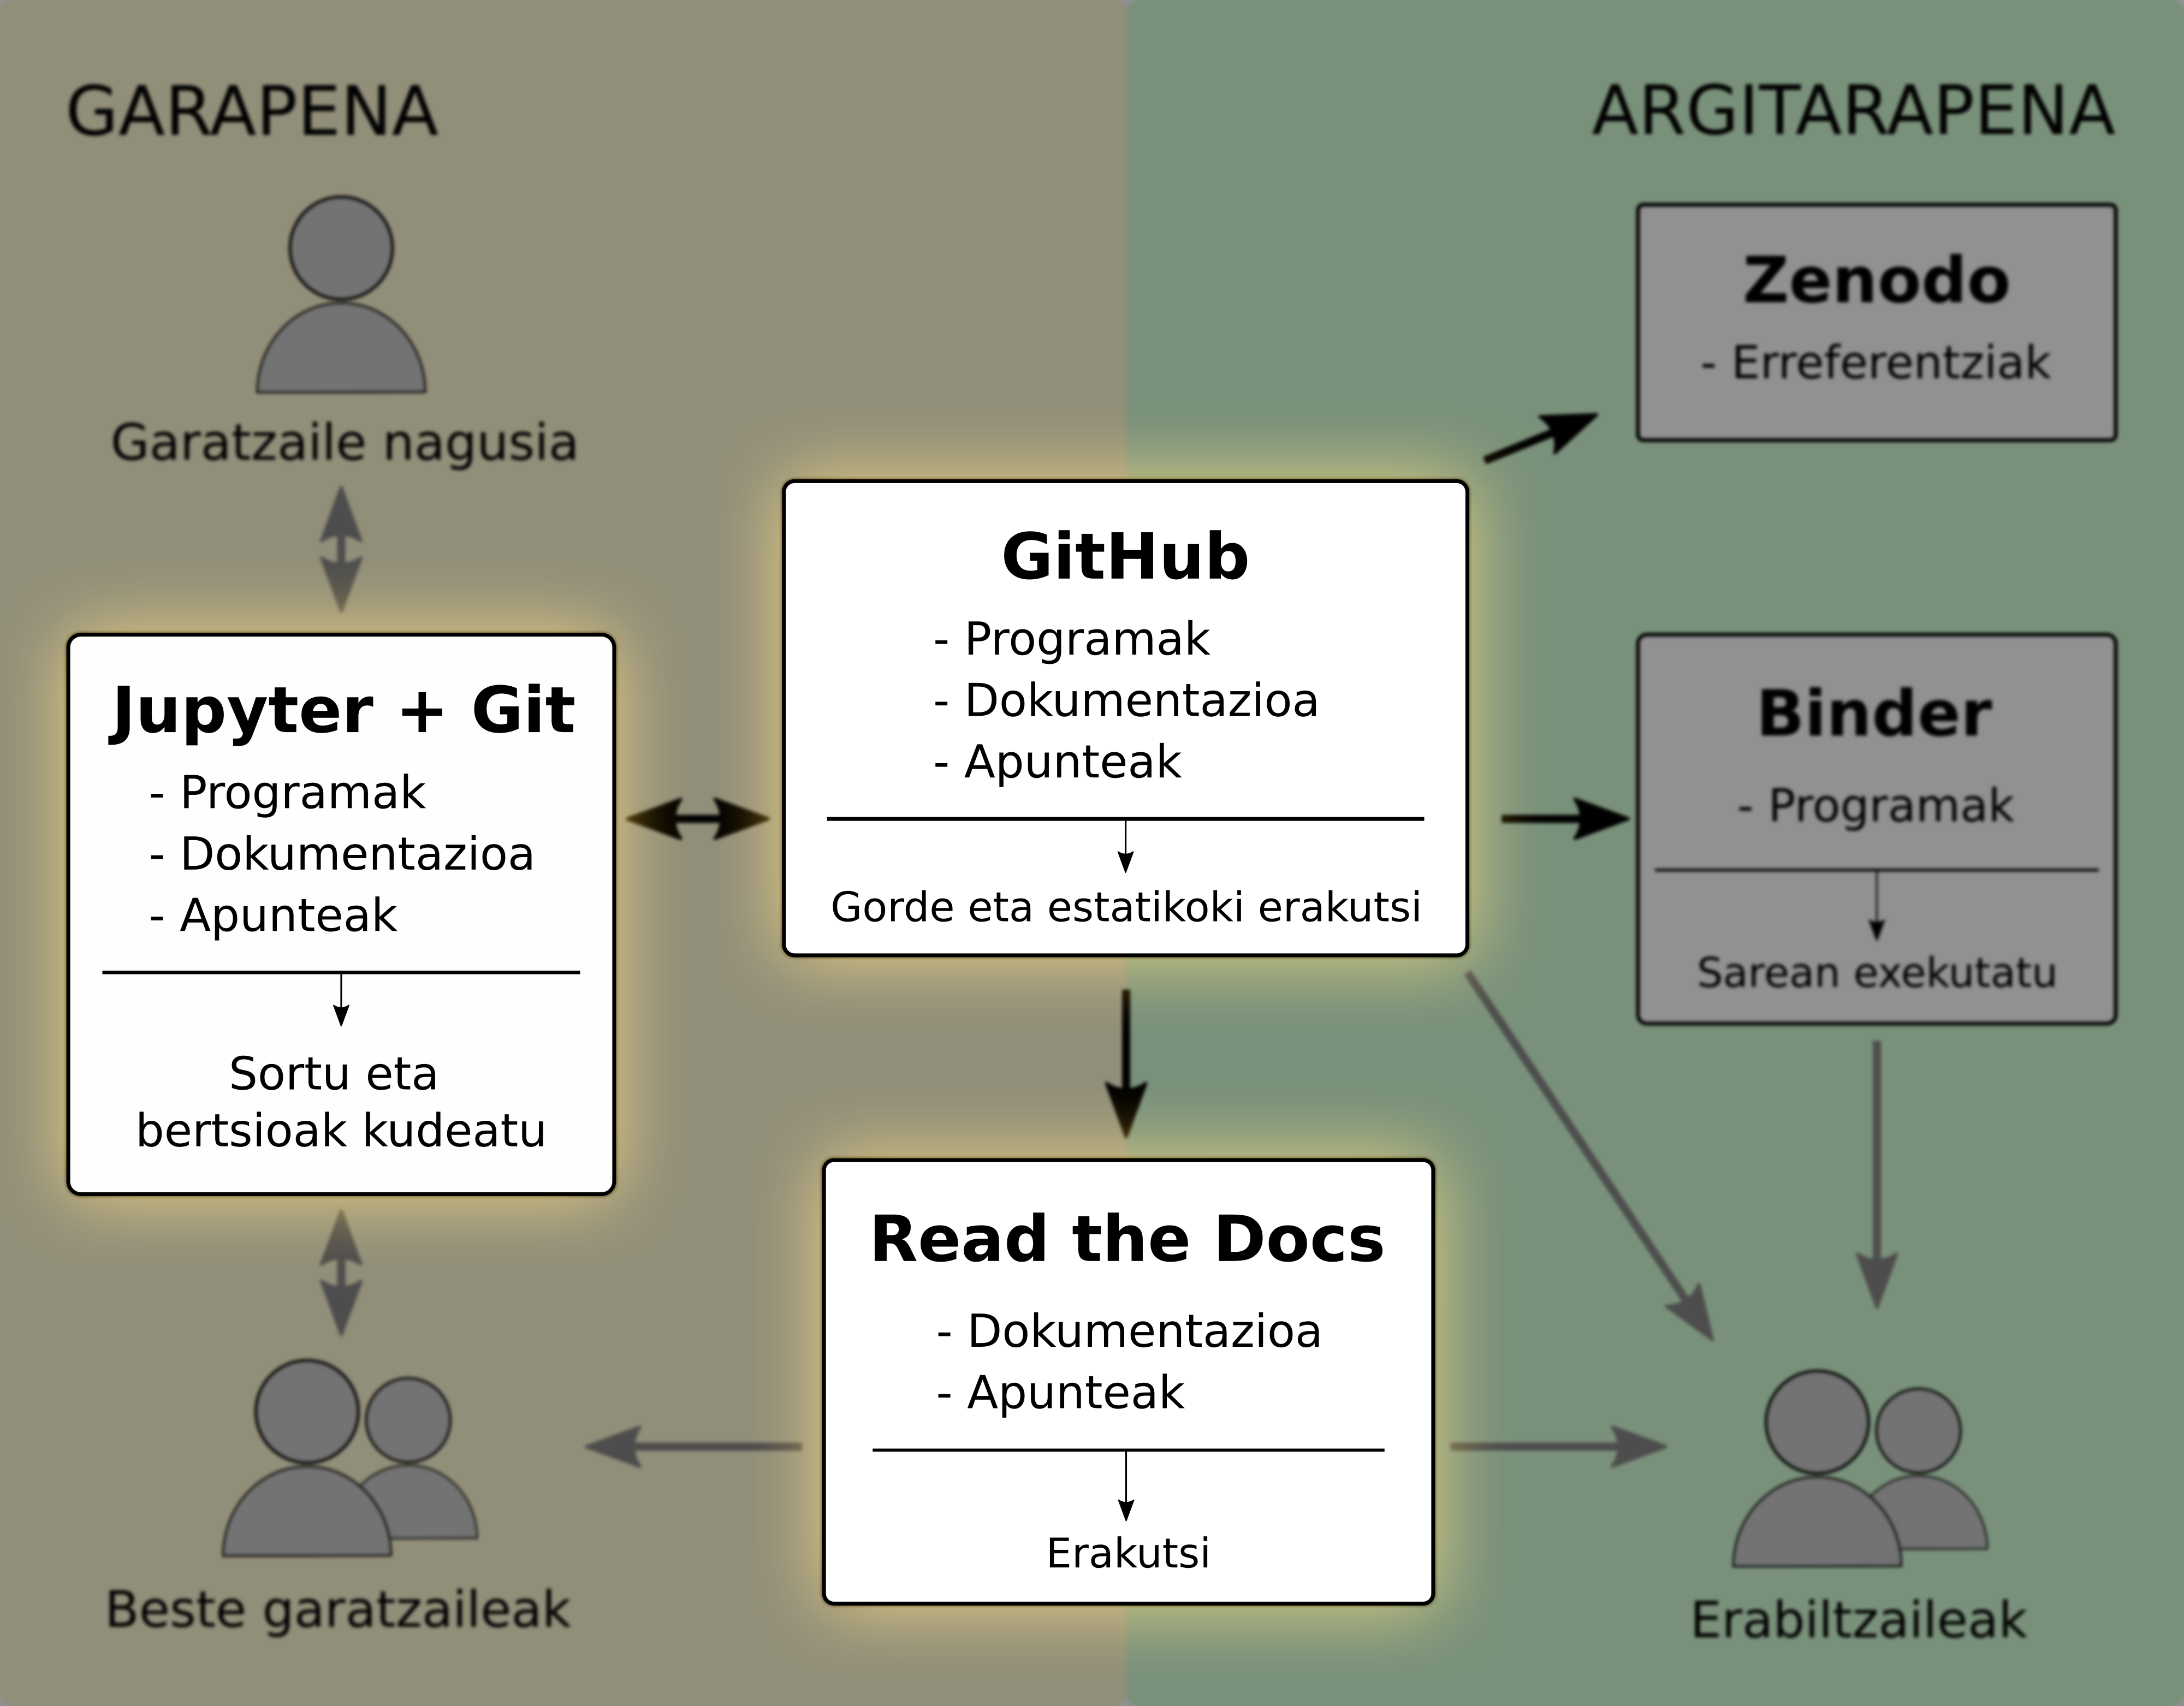 GARAPENA
ARGITARAPENA
Garatzaile nagusia
Zenodo
- Erreferentziak
GitHub
- Programak
- Dokumentazioa
- Apunteak
Gorde eta estatikoki erakutsi
Jupyter + Git
- Programak
- Dokumentazioa
- Apunteak
Sortu eta
bertsioak kudeatu
Binder
- Programak
Sarean exekutatu
Read the Docs
- Dokumentazioa
- Apunteak
Erakutsi
Beste garatzaileak
Erabiltzaileak